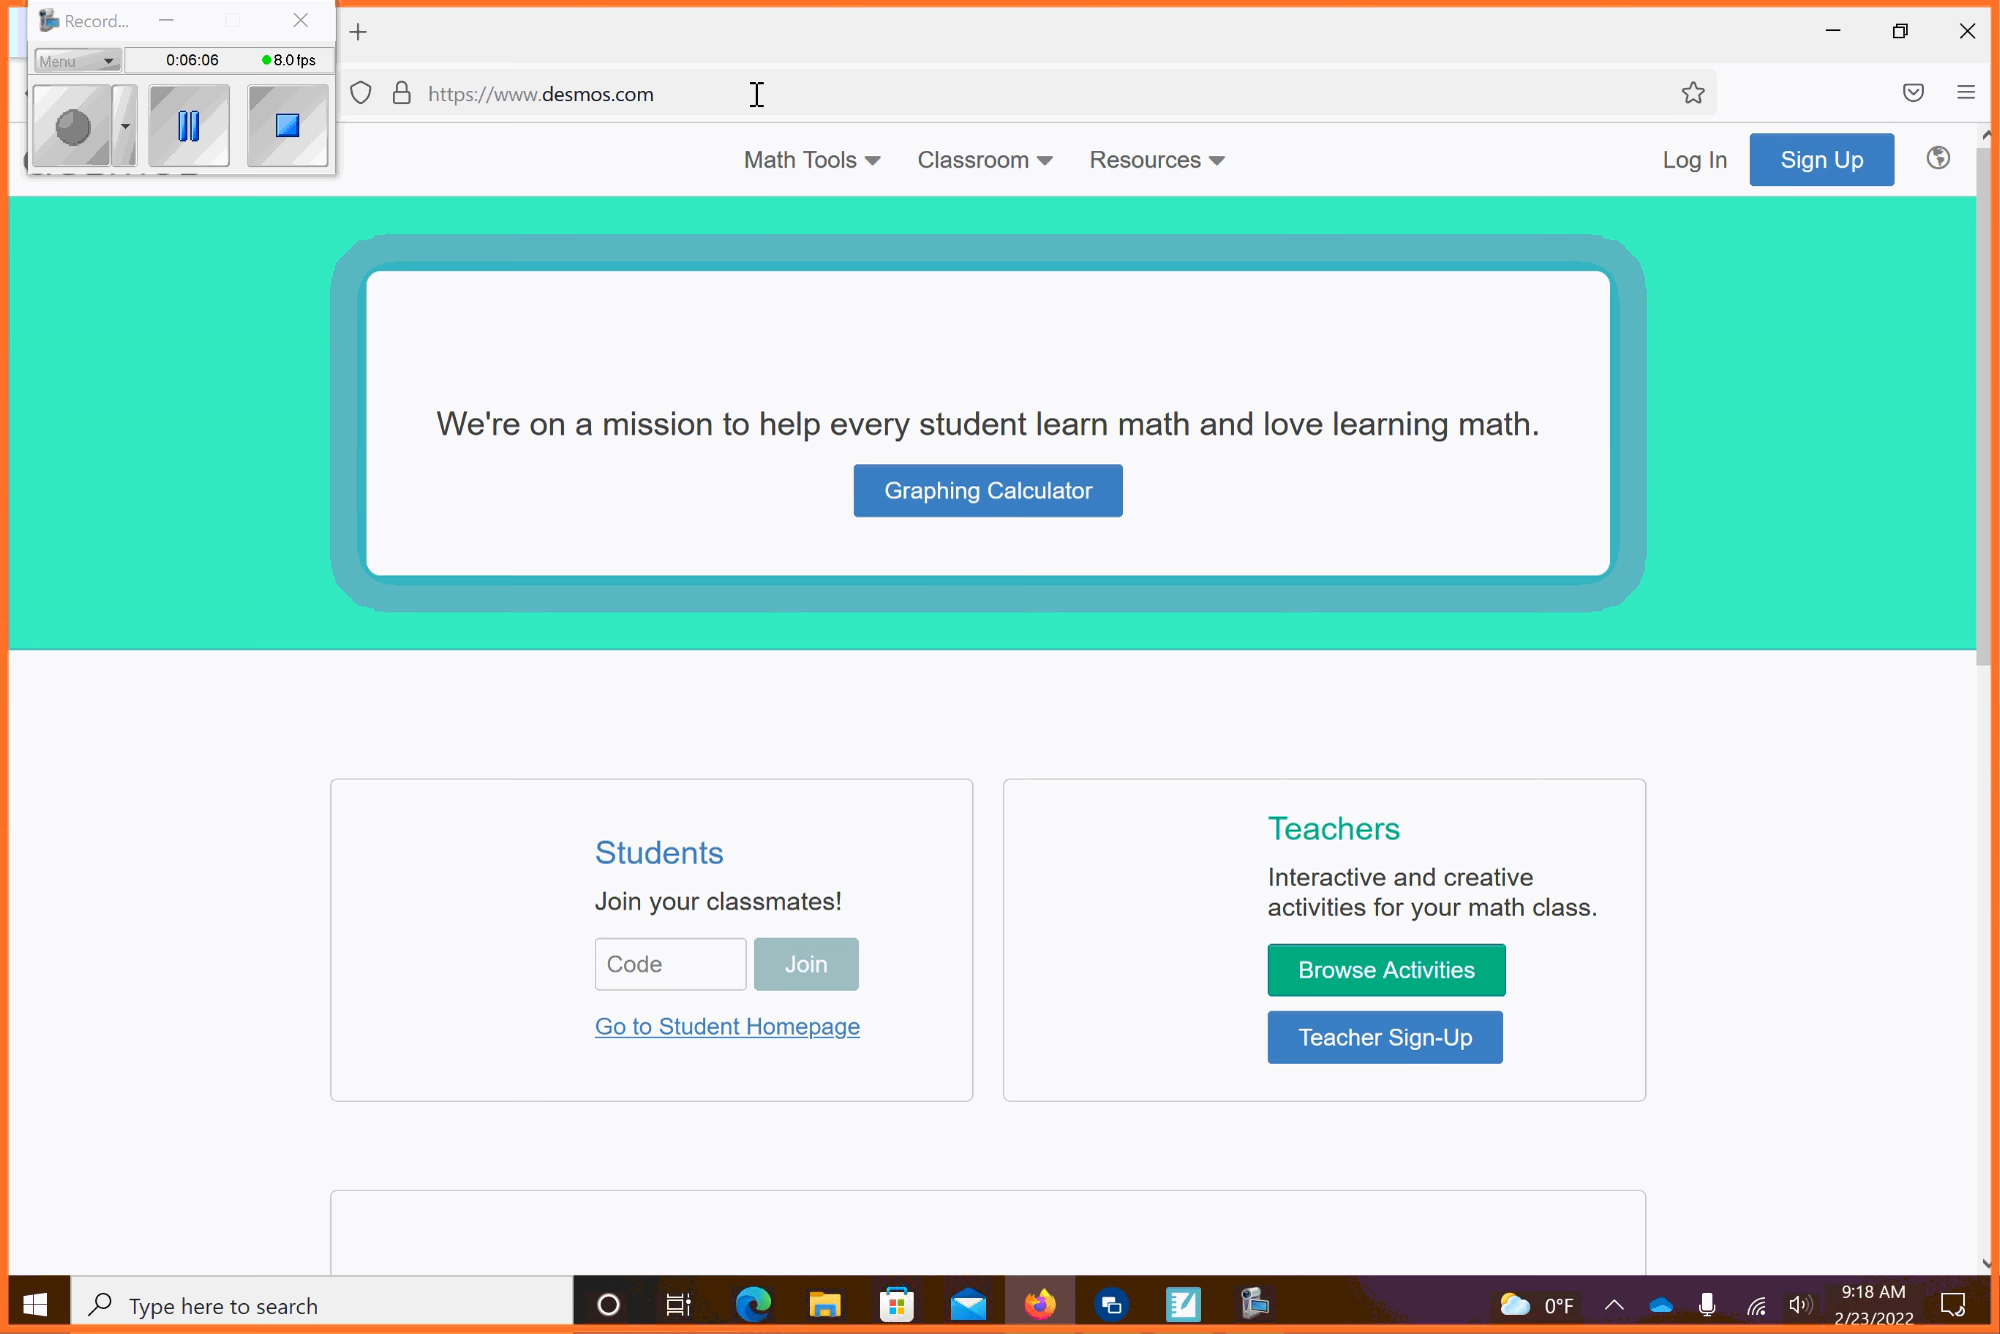 Record...
Menu
0:06:06
8.0 fps
https://www.desmos.com
Math Tools
Classroom
Resources
Log In
Sign Up
We're on a mission to help every student learn math and love learning math.
Graphing Calculator
Students
Join your classmates!
Code
Join
Go to Student Homepage
Teachers
Interactive and creative
activities for your math class.
Browse Activities
Teacher Sign-Up
Type here to search
0°F
9:18 AM
2/23/2022